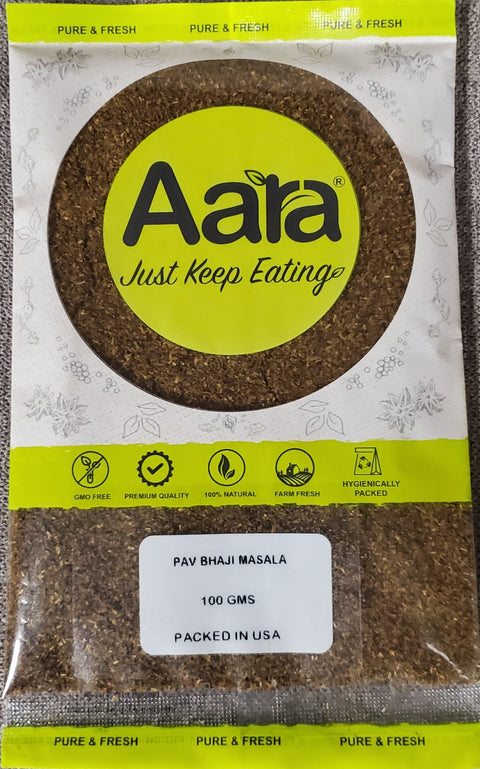 PURE & FRESH PURE & FRESH PURE & FRESH
Aara®
Just Keep Eating
GMO FREE
PREMIUM QUALITY
100% NATURAL
FARM FRESH
HYGIENICALLY
PACKED
PAV BHAJI MASALA
100 GMS
PACKED IN USA
PURE & FRESH PURE & FRESH PURE & FRESH